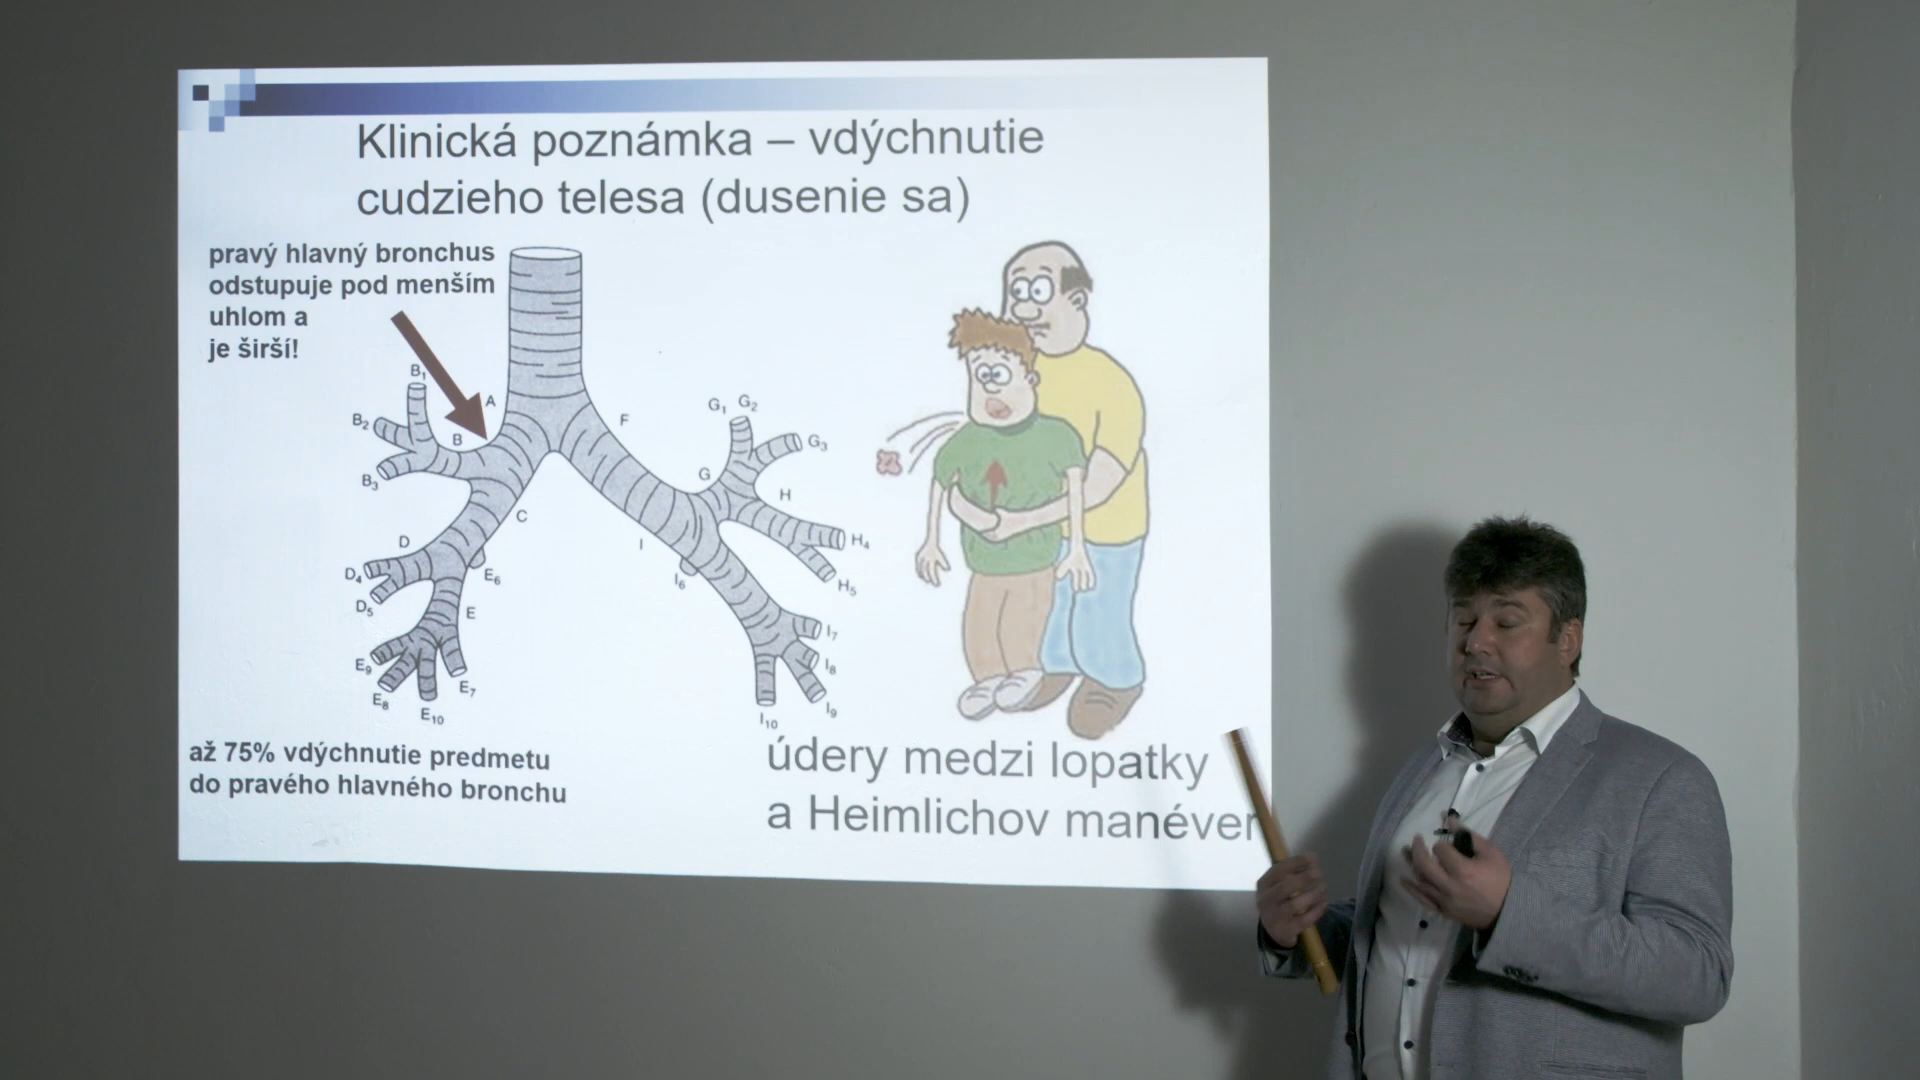 Klinická poznámka – vdýchnutie
cudzieho telesa (dusenie sa)
pravý hlavný bronchus
odstupuje pod menším
uhlom a
je širší!
B₁
A
B₂
B
B₃
F
G₁ G₂
G₃
G
H
C
D
I
H₄
D₄
E₆
I₆
H₅
D₅
E
I₇
E₉
I₈
E₇
E₈
I₉
E₁₀
I₁₀
až 75% vdýchnutie predmetu
do pravého hlavného bronchu
údery medzi lopatky
a Heimlichov manéver